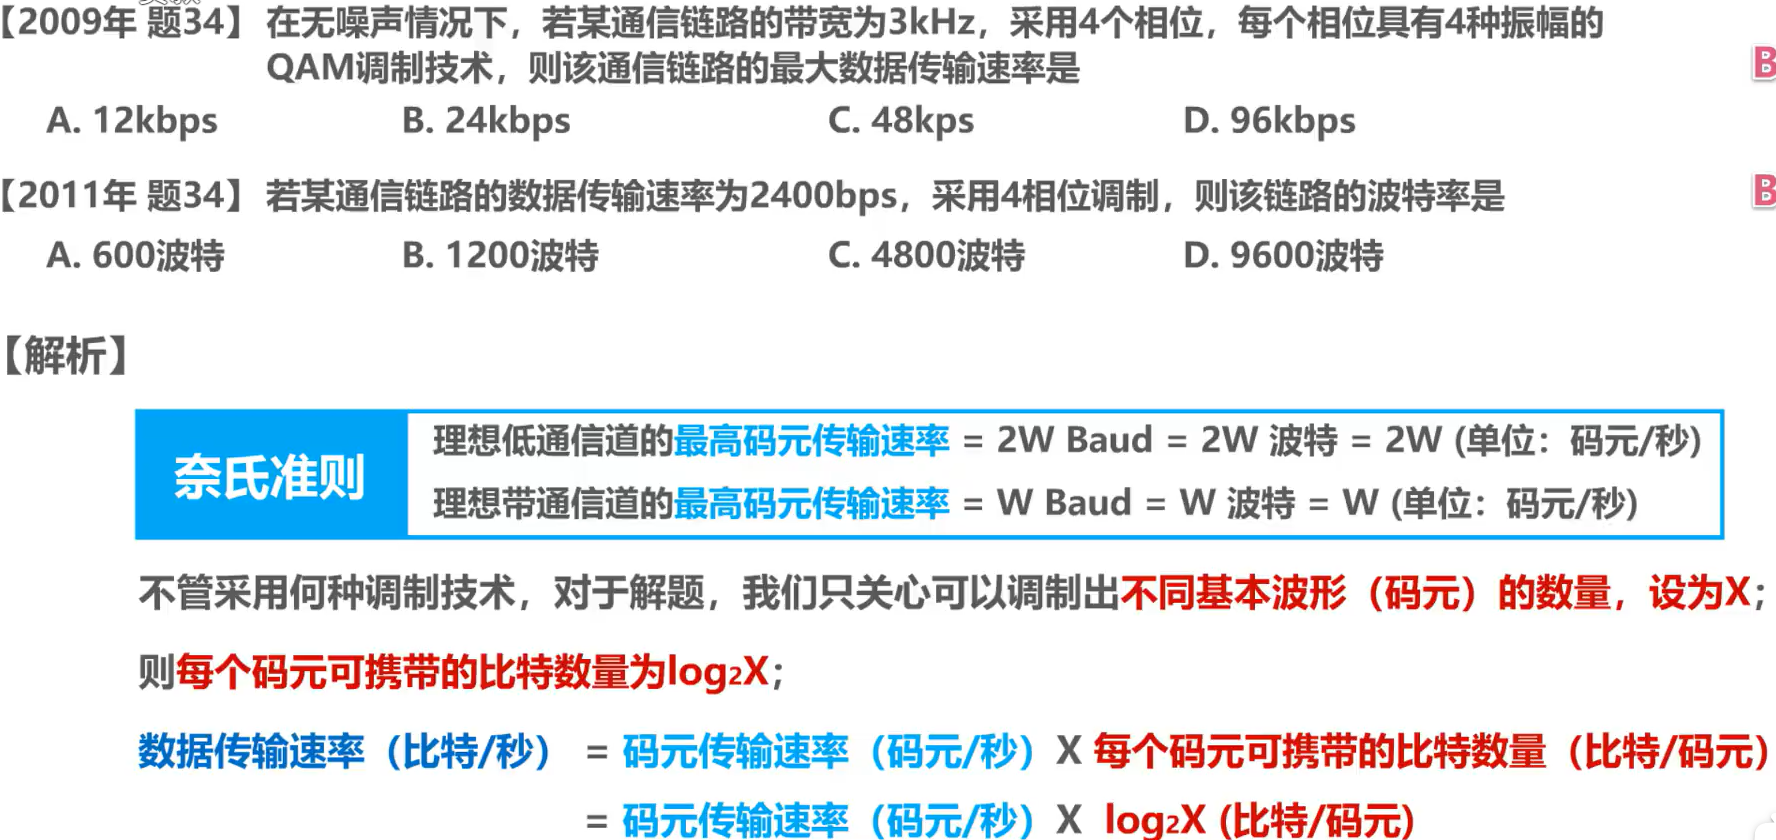 【2009年 题34】在无噪声情况下，若某通信链路的带宽为3kHz，采用4个相位，每个相位具有4种振幅的
QAM调制技术，则该通信链路的最大数据传输速率是
B
A. 12kbps B. 24kbps C. 48kps D. 96kbps
【2011年 题34】若某通信链路的数据传输速率为2400bps，采用4相位调制，则该链路的波特率是
B
A. 600波特 B. 1200波特 C. 4800波特 D. 9600波特
【解析】
奈氏准则
理想低通信道的最高码元传输速率 = 2W Baud = 2W 波特 = 2W (单位：码元/秒)
理想带通信道的最高码元传输速率 = W Baud = W 波特 = W (单位：码元/秒)
不管采用何种调制技术，对于解题，我们只关心可以调制出不同基本波形（码元）的数量，设为X；
则每个码元可携带的比特数量为log₂X；
数据传输速率（比特/秒） = 码元传输速率（码元/秒） X 每个码元可携带的比特数量（比特/码元）
= 码元传输速率（码元/秒） X log₂X (比特/码元)